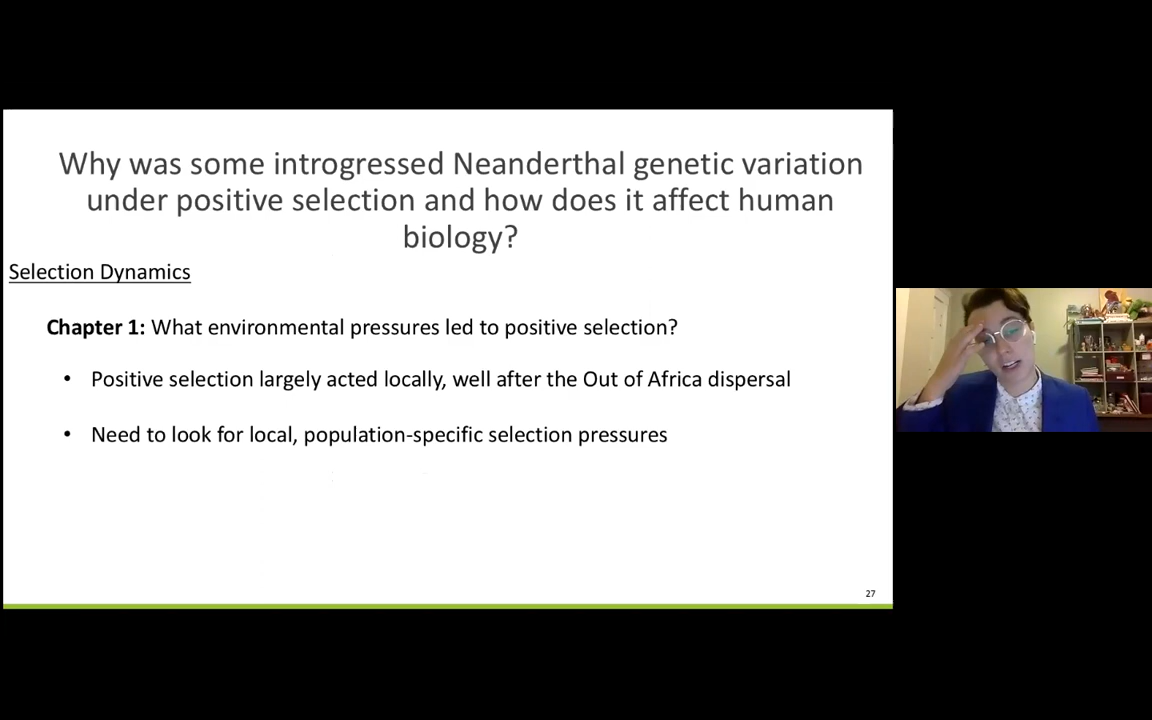 Why was some introgressed Neanderthal genetic variation
under positive selection and how does it affect human
biology?
Selection Dynamics
Chapter 1: What environmental pressures led to positive selection?
• Positive selection largely acted locally, well after the Out of Africa dispersal
• Need to look for local, population-specific selection pressures
27